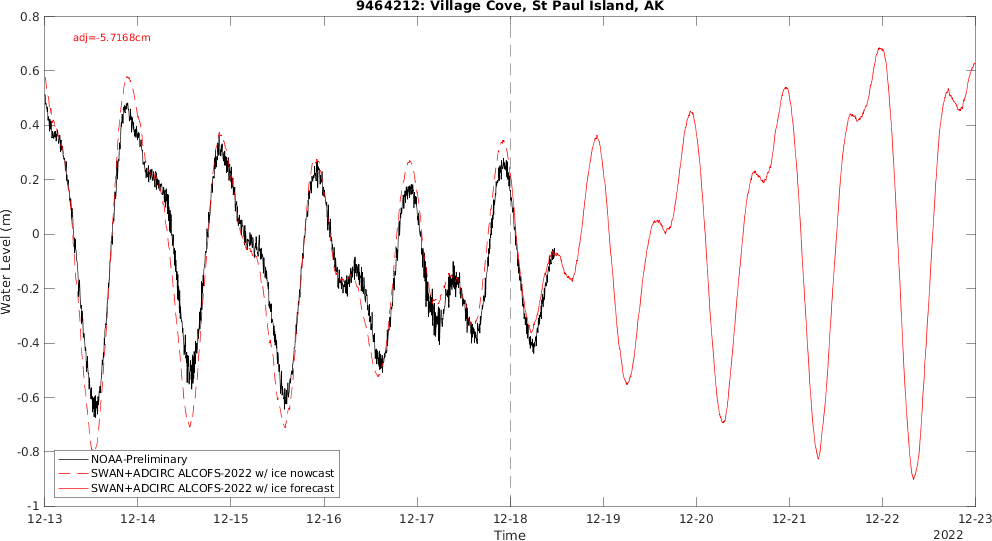 9464212: Village Cove, St Paul Island, AK
adj=-5.7168cm
Water Level (m)
0.8
0.6
0.4
0.2
0
-0.2
-0.4
-0.6
-0.8
-1
NOAA-Preliminary
SWAN+ADCIRC ALCOFS-2022 w/ ice nowcast
SWAN+ADCIRC ALCOFS-2022 w/ ice forecast
12-13 12-14 12-15 12-16 12-17 12-18 12-19 12-20 12-21 12-22 12-23
Time
2022